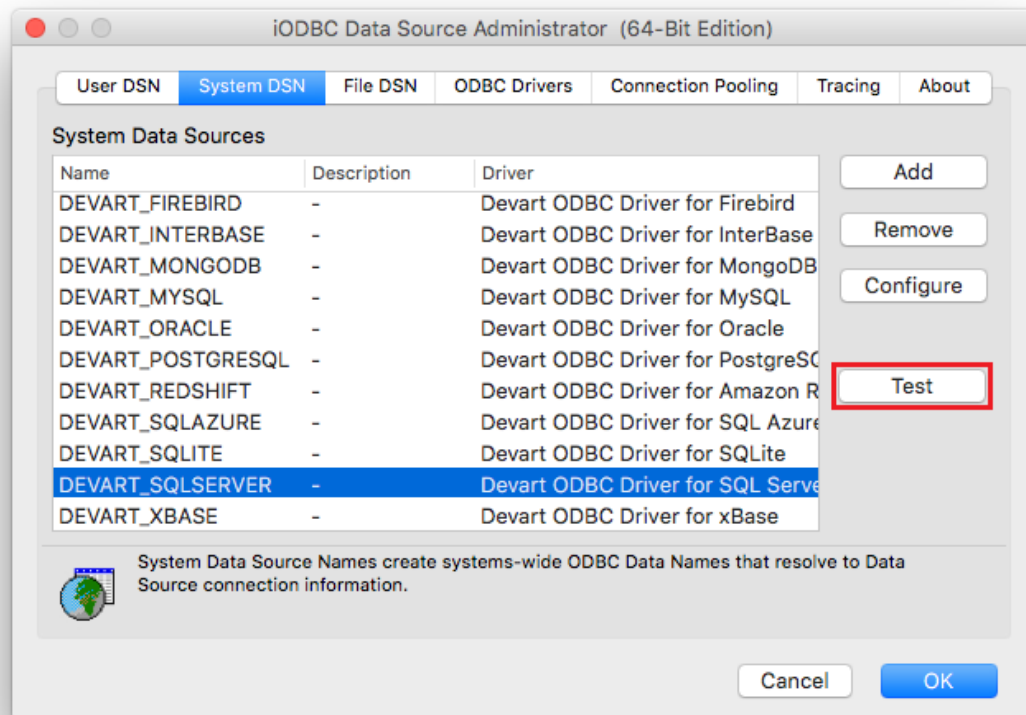 iODBC Data Source Administrator (64-Bit Edition)
User DSN System DSN File DSN ODBC Drivers Connection Pooling Tracing About
System Data Sources
Name Description Driver
DEVART_FIREBIRD - Devart ODBC Driver for Firebird
DEVART_INTERBASE - Devart ODBC Driver for InterBase
DEVART_MONGODB - Devart ODBC Driver for MongoDB
DEVART_MYSQL - Devart ODBC Driver for MySQL
DEVART_ORACLE - Devart ODBC Driver for Oracle
DEVART_POSTGRESQL - Devart ODBC Driver for PostgreSQ
DEVART_REDSHIFT - Devart ODBC Driver for Amazon R
DEVART_SQLAZURE - Devart ODBC Driver for SQL Azure
DEVART_SQLITE - Devart ODBC Driver for SQLite
DEVART_SQLSERVER - Devart ODBC Driver for SQL Serve
DEVART_XBASE - Devart ODBC Driver for xBase
Add
Remove
Configure
Test
System Data Source Names create systems-wide ODBC Data Names that resolve to Data
Source connection information.
Cancel OK